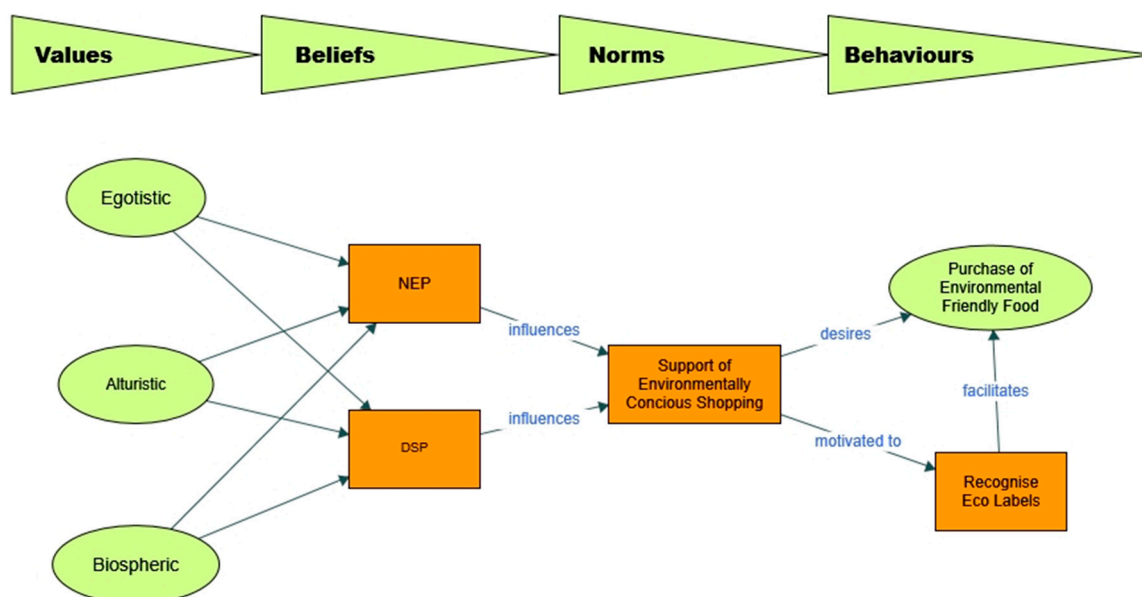 Values
Beliefs
Norms
Behaviours
Egotistic
NEP
Purchase of
Environmental
Friendly Food
influences
desires
Alturistic
Support of
Environmentally
Concious Shopping
facilitates
DSP
influences
motivated to
Recognise
Eco Labels
Biospheric